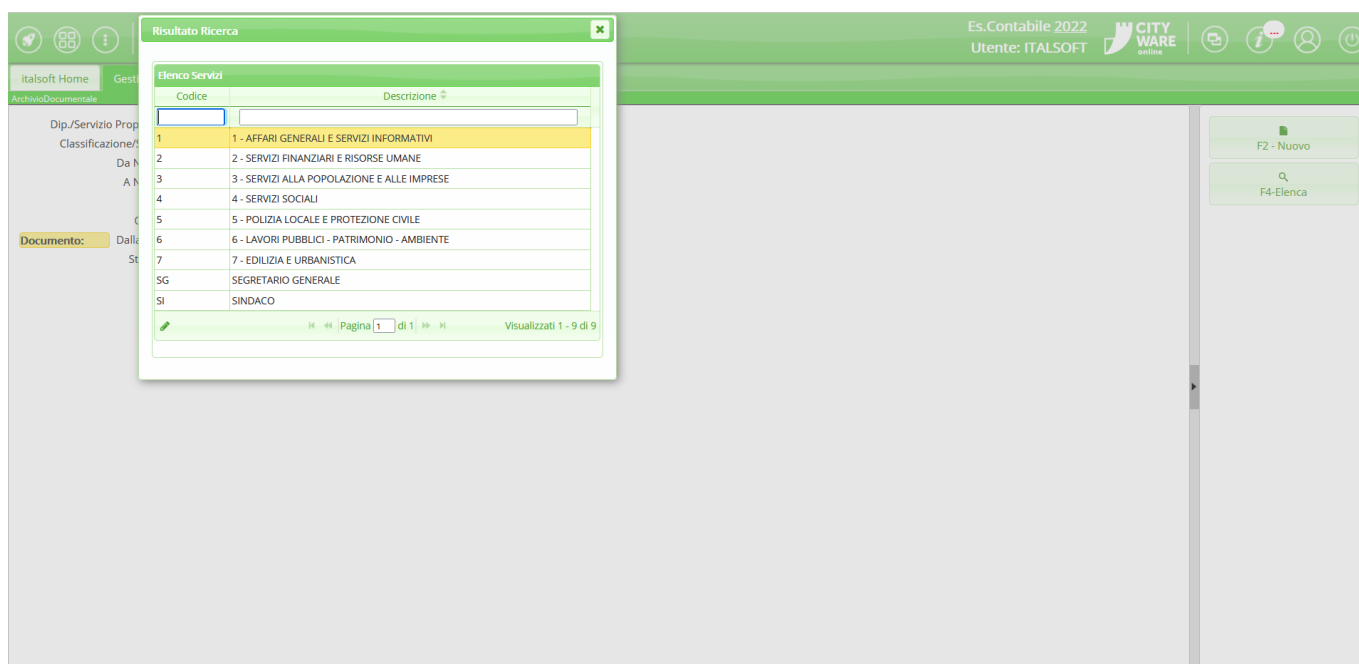 Risultato Ricerca
Es.Contabile 2022
Utente: ITALSOFT
CITY
WARE
online
italsoft Home
Gesti
Elenco Servizi
ArchivioDocumentale
Codice
Descrizione
Dip./Servizio Prop
Classificazione/S
Da N
A N
Documento:
Dalla
St
1
1 - AFFARI GENERALI E SERVIZI INFORMATIVI
2
2 - SERVIZI FINANZIARI E RISORSE UMANE
3
3 - SERVIZI ALLA POPOLAZIONE E ALLE IMPRESE
4
4 - SERVIZI SOCIALI
5
5 - POLIZIA LOCALE E PROTEZIONE CIVILE
6
6 - LAVORI PUBBLICI - PATRIMONIO - AMBIENTE
7
7 - EDILIZIA E URBANISTICA
SG
SEGRETARIO GENERALE
SI
SINDACO
Pagina 1 di 1
Visualizzati 1 - 9 di 9
F2 - Nuovo
F4-Elenca